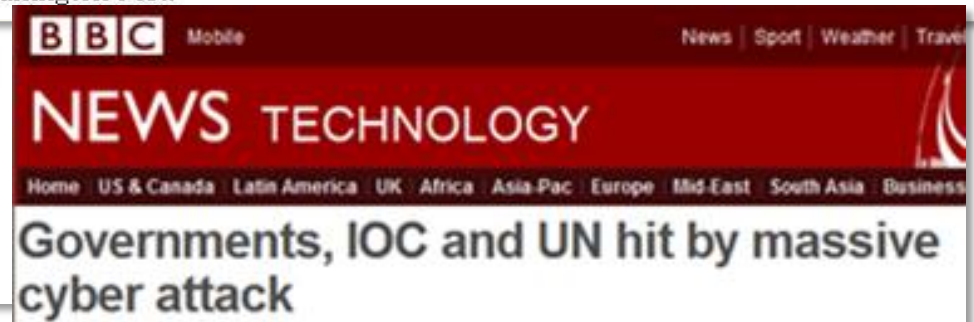 BBC Mobile News Sport Weather Travel
NEWS TECHNOLOGY
Home US & Canada Latin America UK Africa Asia-Pac Europe Mid-East South Asia Business
Governments, IOC and UN hit by massive
cyber attack